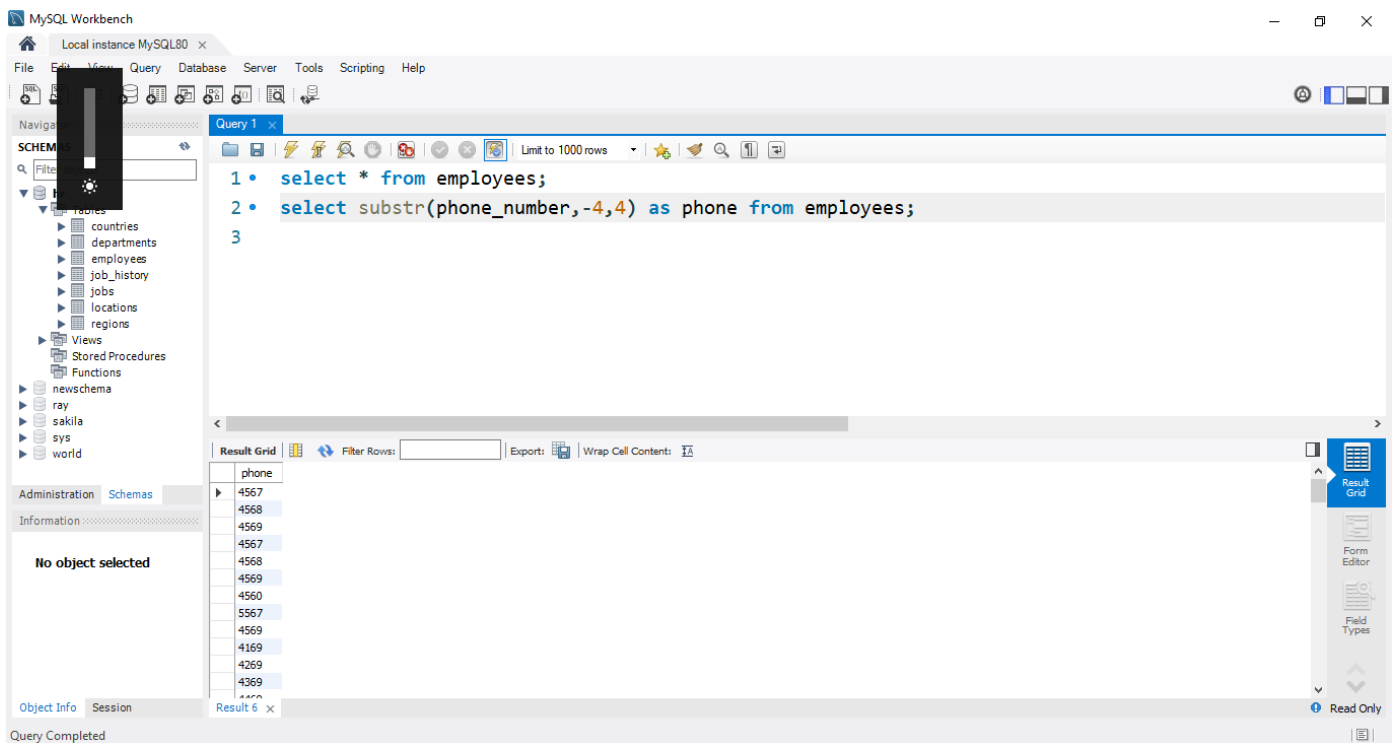 MySQL Workbench
Local instance MySQL80
File Edit View Query Database Server Tools Scripting Help
Query 1
SCHEMAS
Limit to 1000 rows
1 select * from employees;
2 select substr(phone_number,-4,4) as phone from employees;
3
Tables
countries
departments
employees
job_history
jobs
locations
regions
Views
Stored Procedures
Functions
newschema
ray
sakila
sys
world
Administration Schemas
Information
No object selected
Object Info Session
Result Grid Filter Rows: Export: Wrap Cell Content:
phone
4567
4568
4569
4567
4568
4569
4560
5567
4569
4169
4269
4369
Result 6
Result
Grid
Form
Editor
Field
Types
Read Only
Query Completed